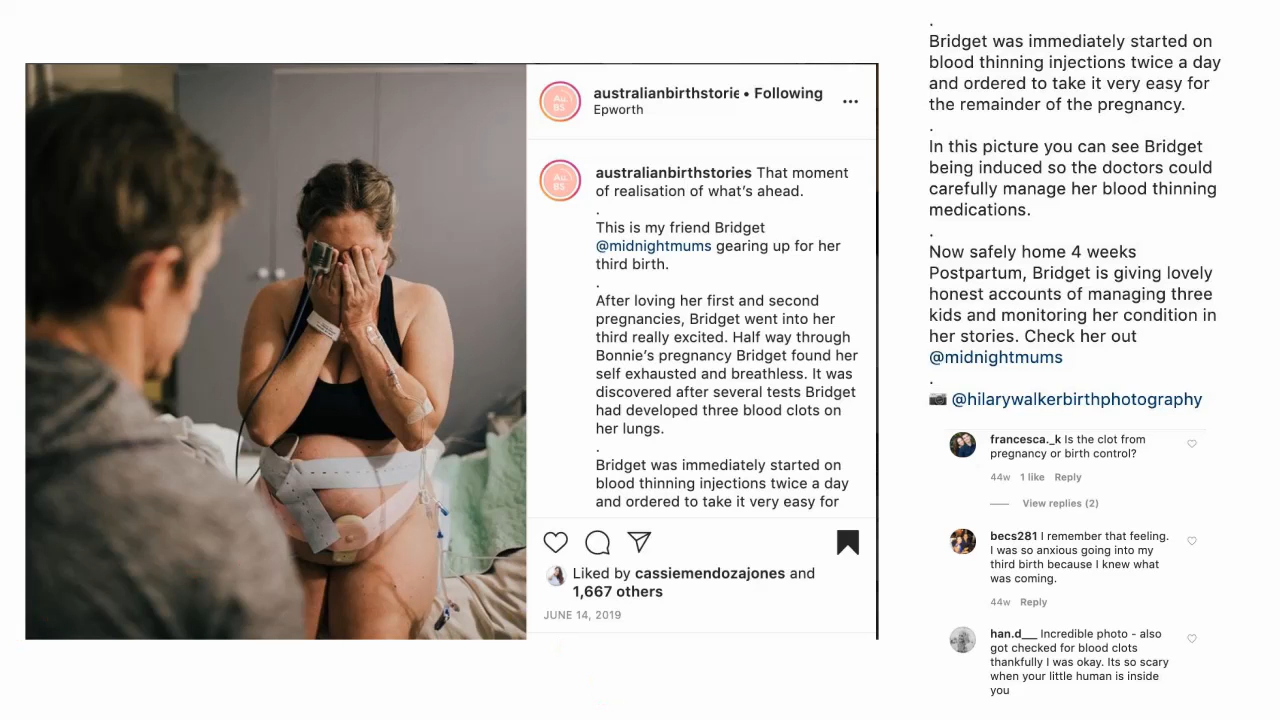 australianbirthstorie • Following
Epworth
Au.
BS
australianbirthstories That moment
of realisation of what's ahead.
.
This is my friend Bridget
@midnightmums gearing up for her
third birth.
.
After loving her first and second
pregnancies, Bridget went into her
third really excited. Half way through
Bonnie's pregnancy Bridget found her
self exhausted and breathless. It was
discovered after several tests Bridget
had developed three blood clots on
her lungs.
.
Bridget was immediately started on
blood thinning injections twice a day
and ordered to take it very easy for
Liked by cassiemendozajones and
1,667 others
JUNE 14, 2019
.
Bridget was immediately started on
blood thinning injections twice a day
and ordered to take it very easy for
the remainder of the pregnancy.
.
In this picture you can see Bridget
being induced so the doctors could
carefully manage her blood thinning
medications.
.
Now safely home 4 weeks
Postpartum, Bridget is giving lovely
honest accounts of managing three
kids and monitoring her condition in
her stories. Check her out
@midnightmums
.
📷 @hilarywalkerbirthphotography
francesca._k Is the clot from
pregnancy or birth control?
44w 1 like Reply
View replies (2)
becs281 I remember that feeling.
I was so anxious going into my
third birth because I knew what
was coming.
44w Reply
han.d___ Incredible photo - also
got checked for blood clots
thankfully I was okay. Its so scary
when your little human is inside
you